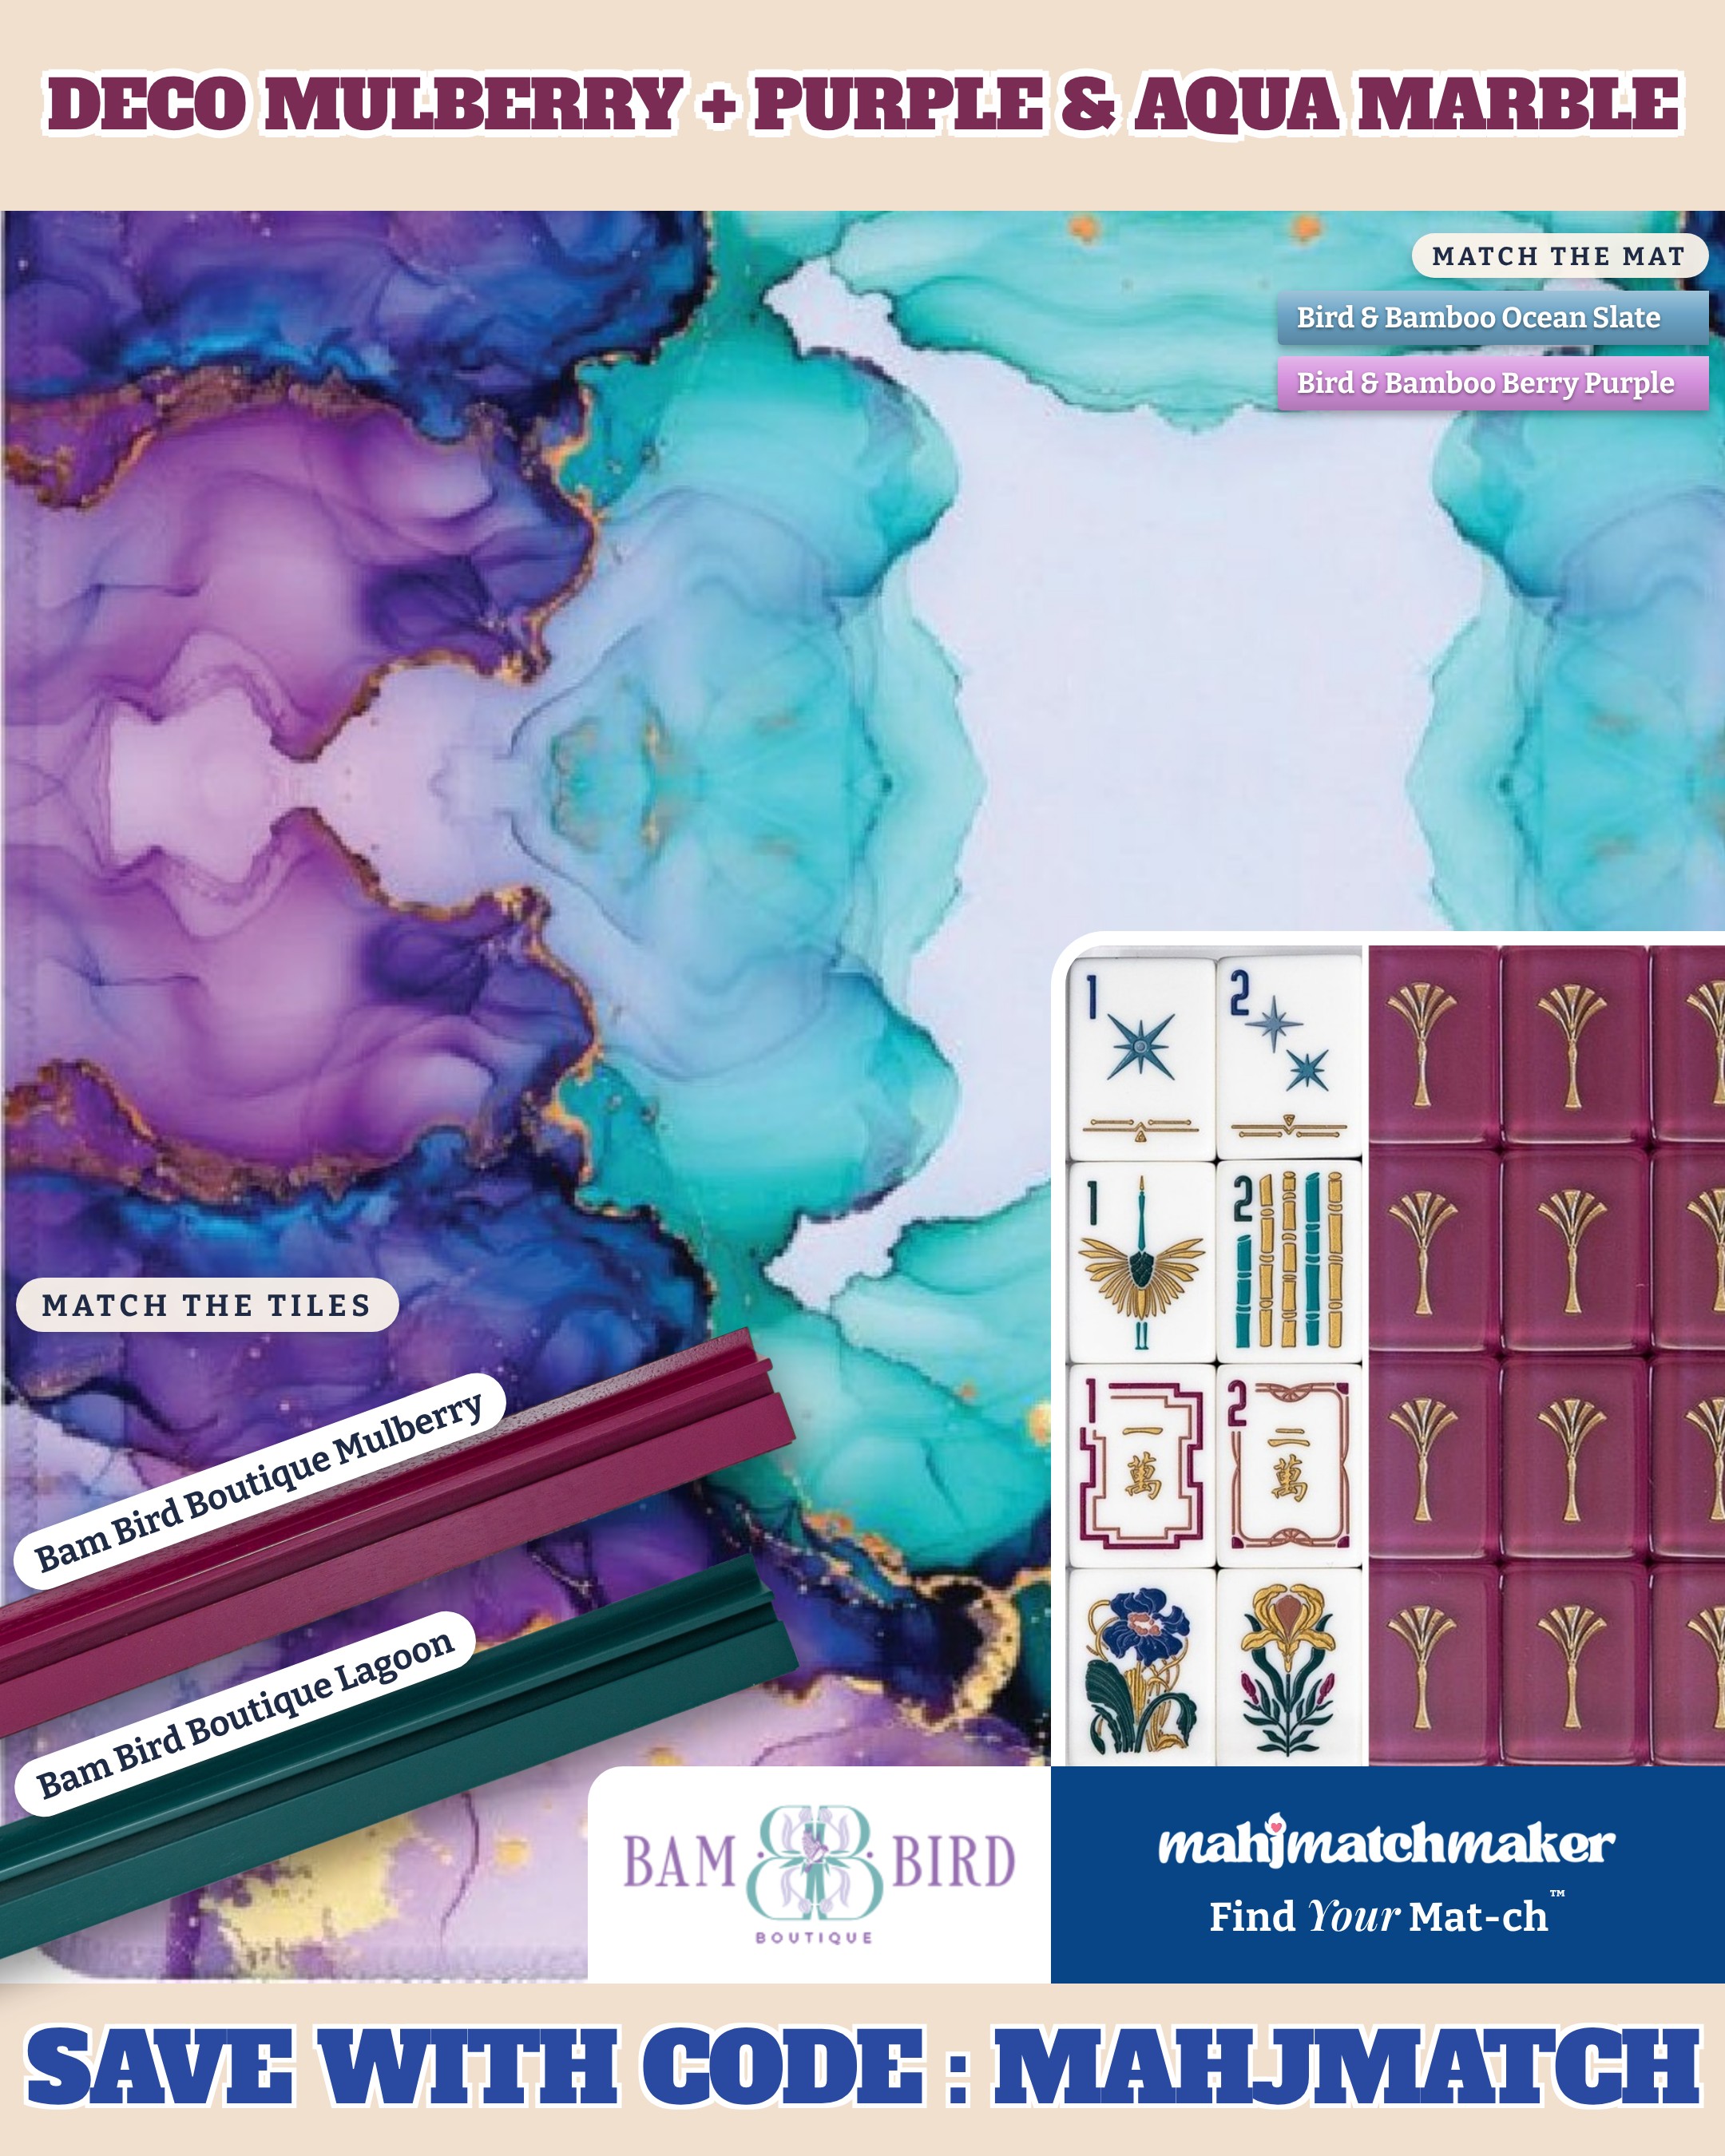 DECO MULBERRY + PURPLE & AQUA MARBLE
MATCH THE MAT
Bird & Bamboo Ocean Slate
Bird & Bamboo Berry Purple
1
2
1
2
1
2
一
二
萬
萬
MATCH THE TILES
Bam Bird Boutique Mulberry
Bam Bird Boutique Lagoon
BAM BIRD
BOUTIQUE
mahjmatchmaker
Find Your Mat-ch™
SAVE WITH CODE : MAHJMATCH